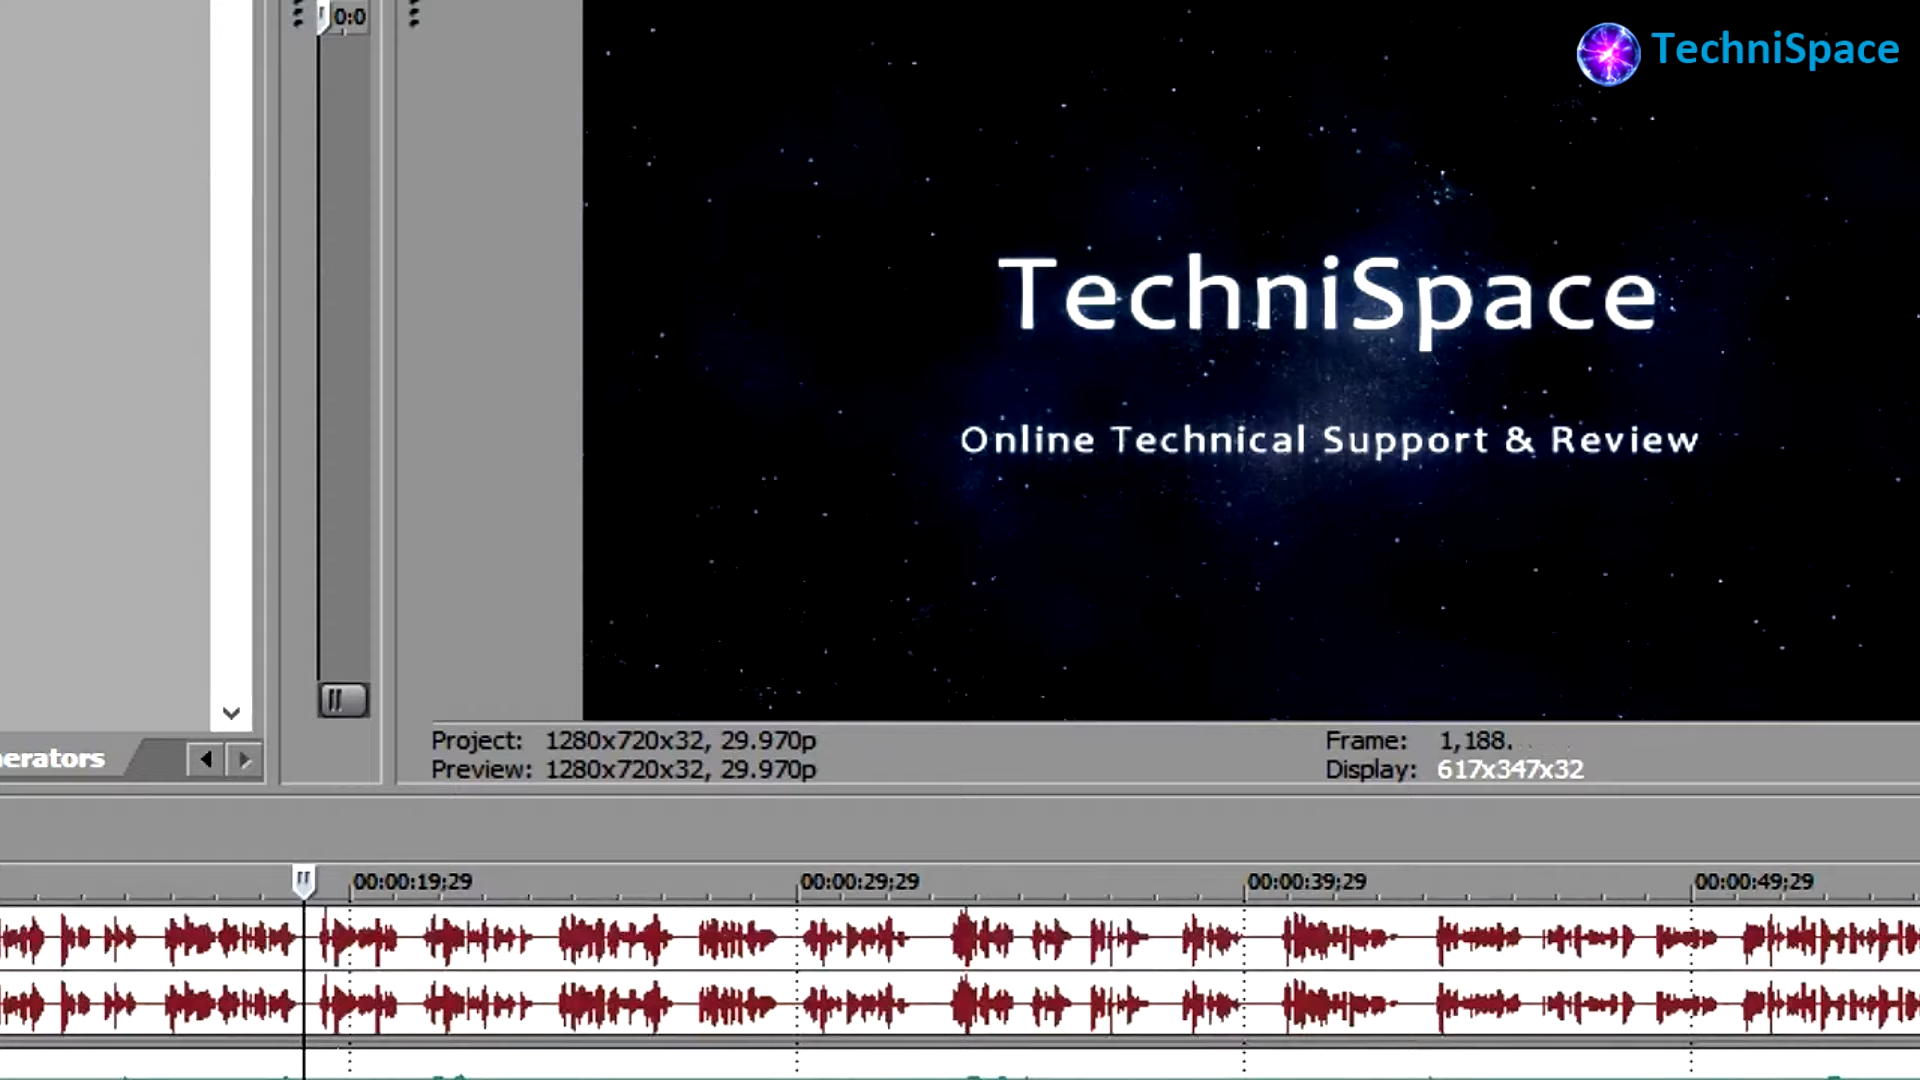 0:0
TechniSpace
TechniSpace
Online Technical Support & Review
Project: 1280x720x32, 29.970p
Frame: 1,188.
Preview: 1280x720x32, 29.970p
Display: 617x347x32
erators
00:00:19;29
00:00:29;29
00:00:39;29
00:00:49;29